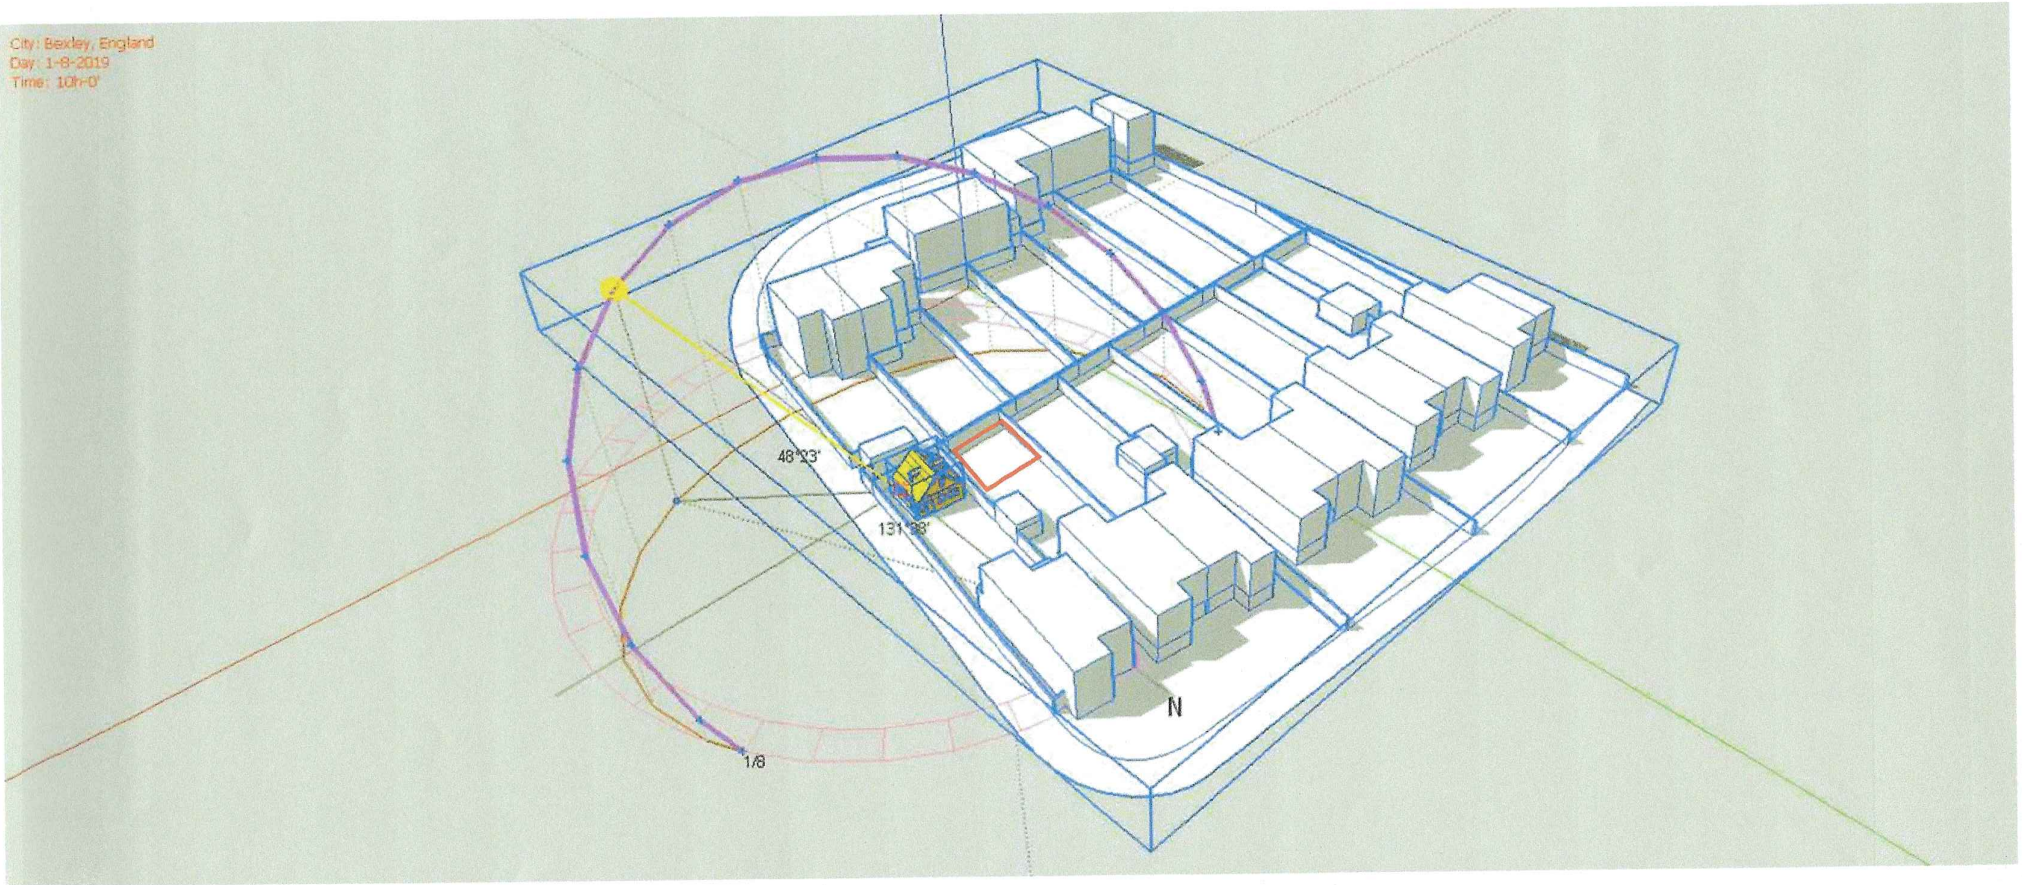 City: Bexley, England
Day: 1-8-2019
Time: 10h-0'
48°23'
131°38'
N
1/8